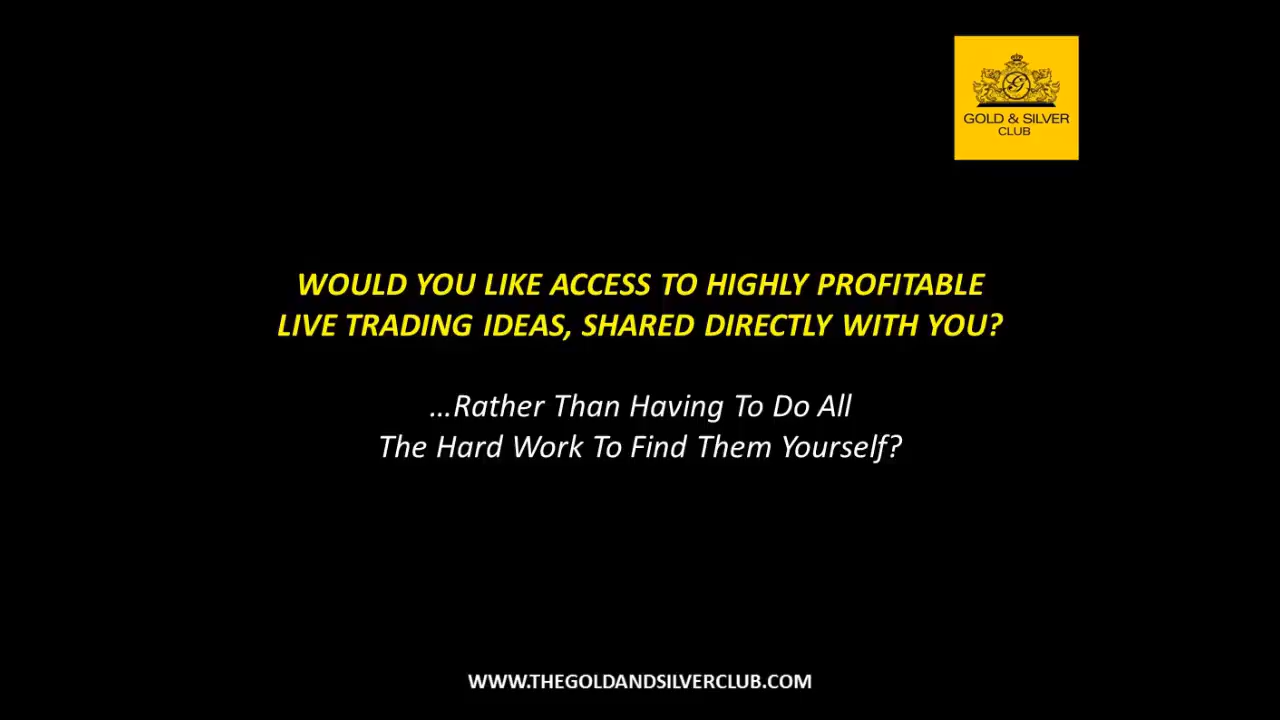 GOLD & SILVER
CLUB
WOULD YOU LIKE ACCESS TO HIGHLY PROFITABLE
LIVE TRADING IDEAS, SHARED DIRECTLY WITH YOU?
...Rather Than Having To Do All
The Hard Work To Find Them Yourself?
WWW.THEGOLDANDSILVERCLUB.COM